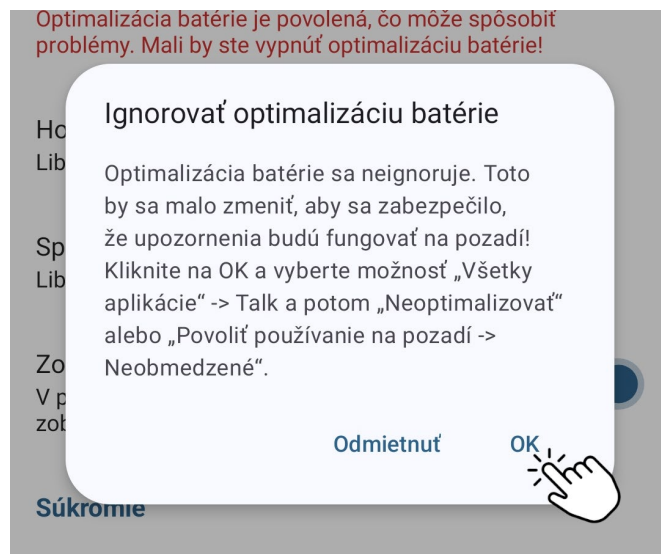 Optimalizácia batérie je povolená, čo môže spôsobiť
problémy. Mali by ste vypnúť optimalizáciu batérie!
Ignorovať optimalizáciu batérie
Optimalizácia batérie sa neignoruje. Toto
by sa malo zmeniť, aby sa zabezpečilo,
že upozornenia budú fungovať na pozadí!
Kliknite na OK a vyberte možnosť „Všetky
aplikácie“ -> Talk a potom „Neoptimalizovať“
alebo „Povoliť používanie na pozadí ->
Neobmedzené“.
Odmietnuť OK
Súkromie